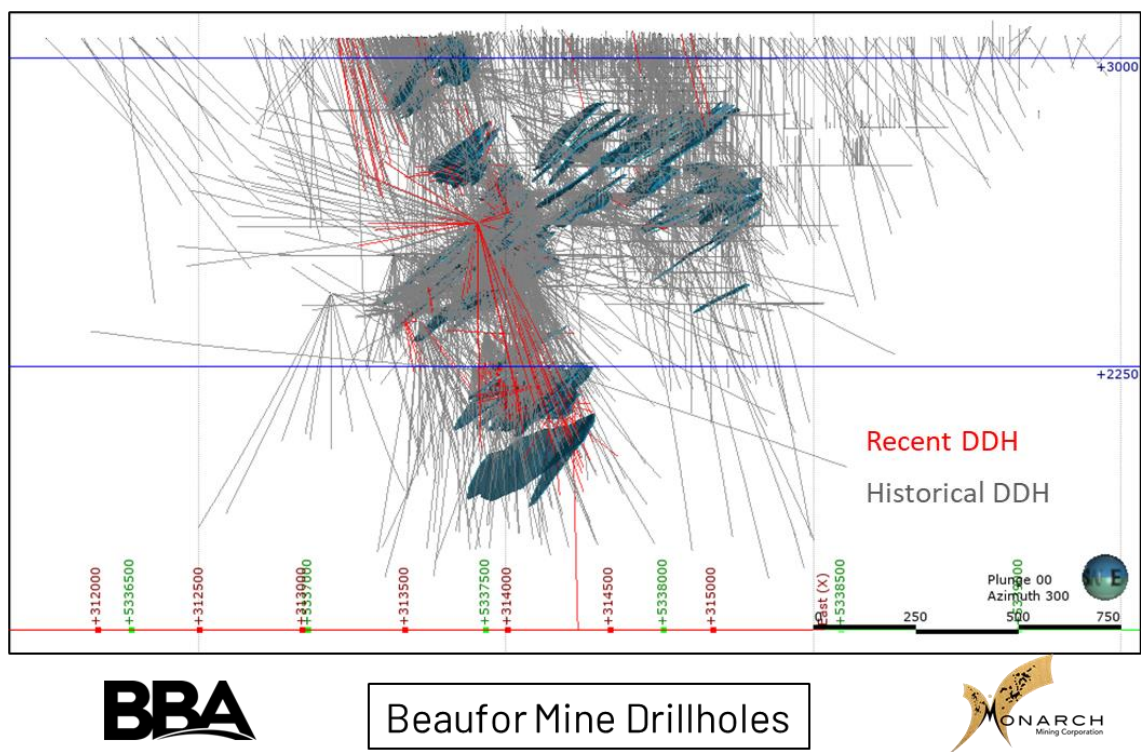 +3000
+2250
Recent DDH
Historical DDH
+312000
+5336500
+312500
+313000
+5337000
+313500
+5337500
+314000
+314500
+5338000
+315000
East (X)
+5338500
Plunge 00
Azimuth 300
0
250
500
750
BBA
Beaufor Mine Drillholes
MONARCH
Mining Corporation